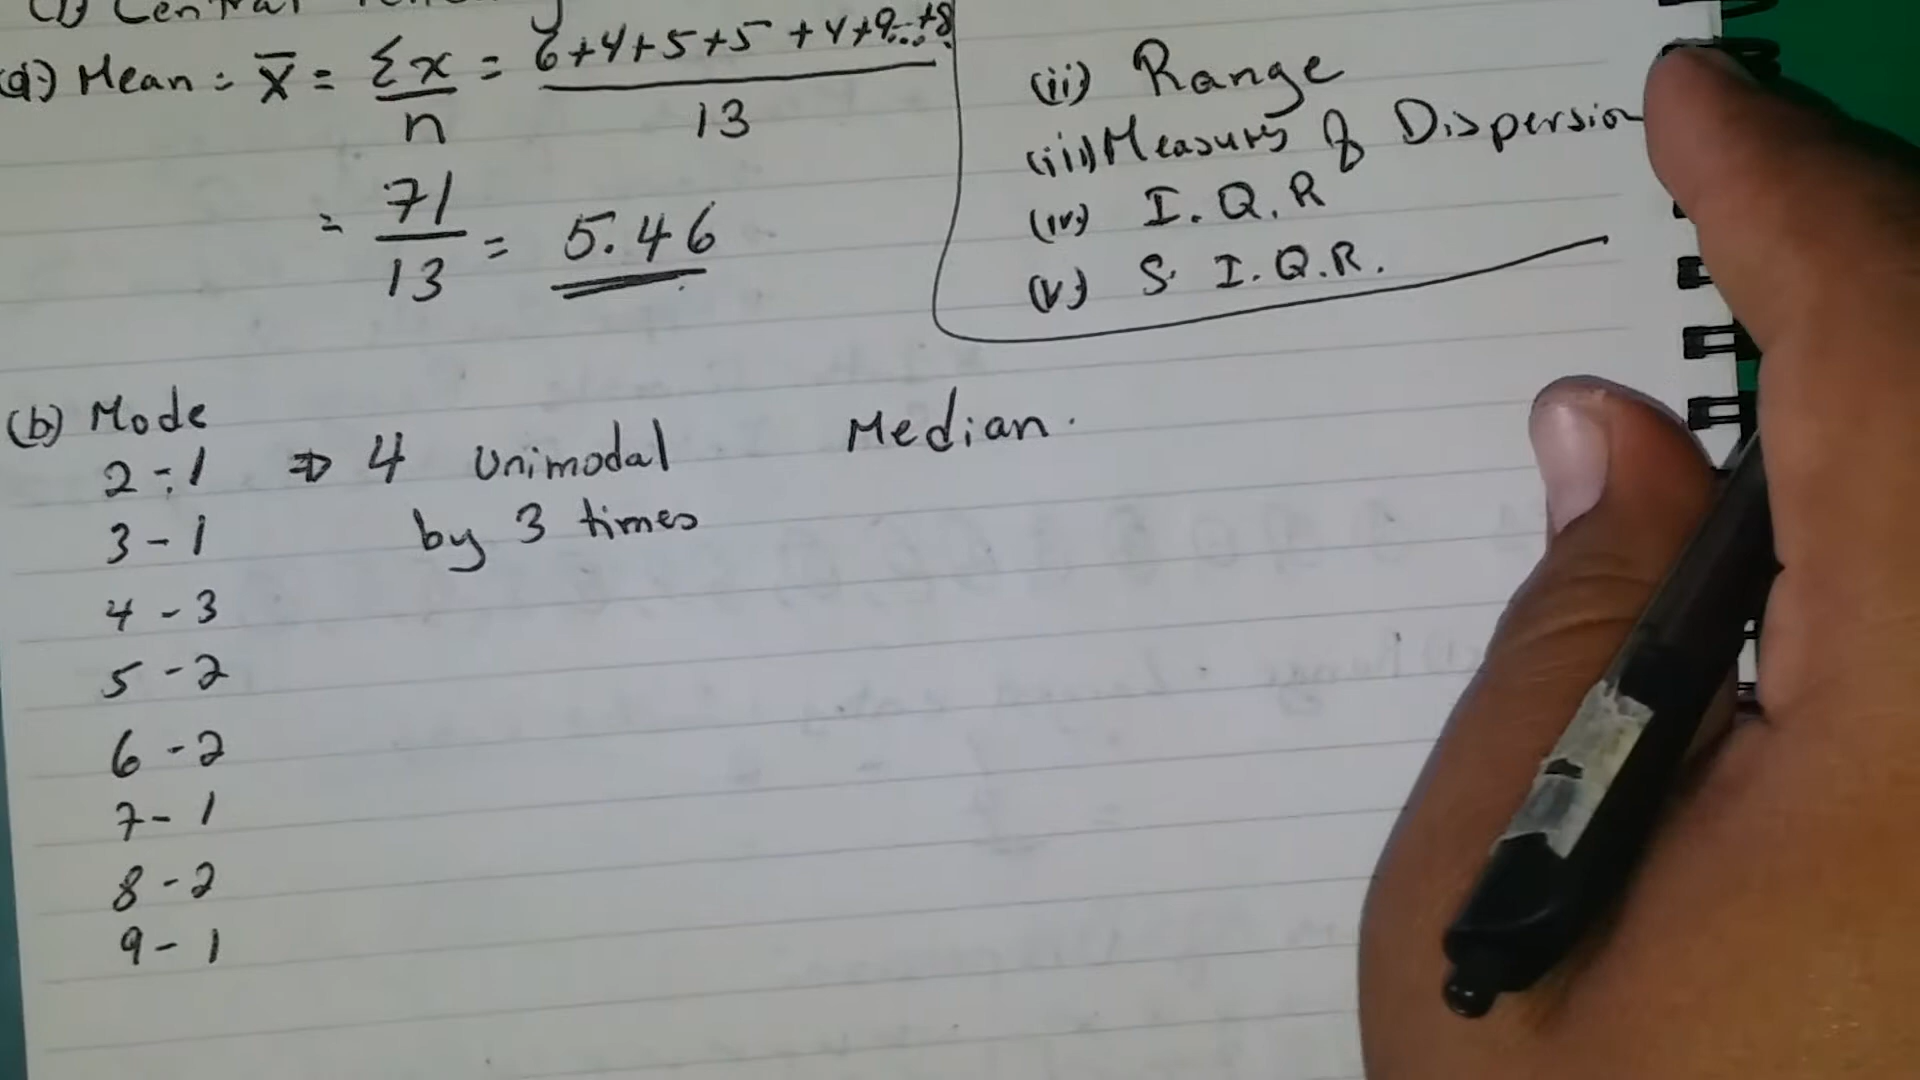 (i) Central
(a) Mean = x̄ = Σx/n = 6+4+5+5+4+9...+8/13
= 71/13 = 5.46
(ii) Range
(iii) Measures of Dispersion
(iv) I.Q.R
(v) S. I.Q.R.
(b) Mode
2-1 ⇒ 4 Unimodal
by 3 times
3-1
4-3
5-2
6-2
7-1
8-2
9-1
Median.